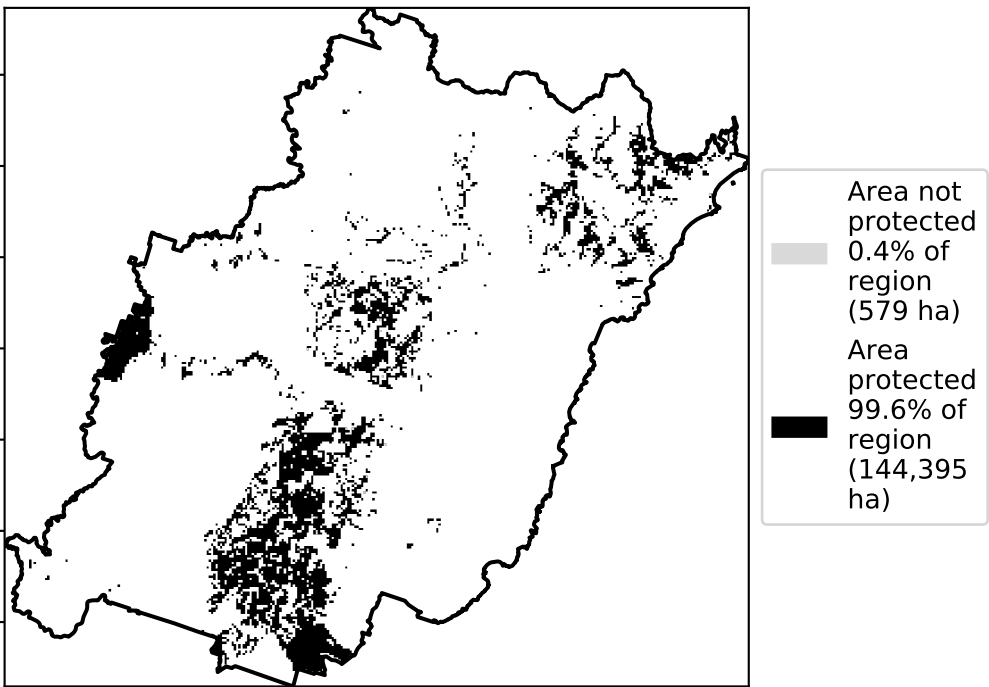 Area not
protected
0.4% of
region
(579 ha)
Area
protected
99.6% of
region
(144,395
ha)